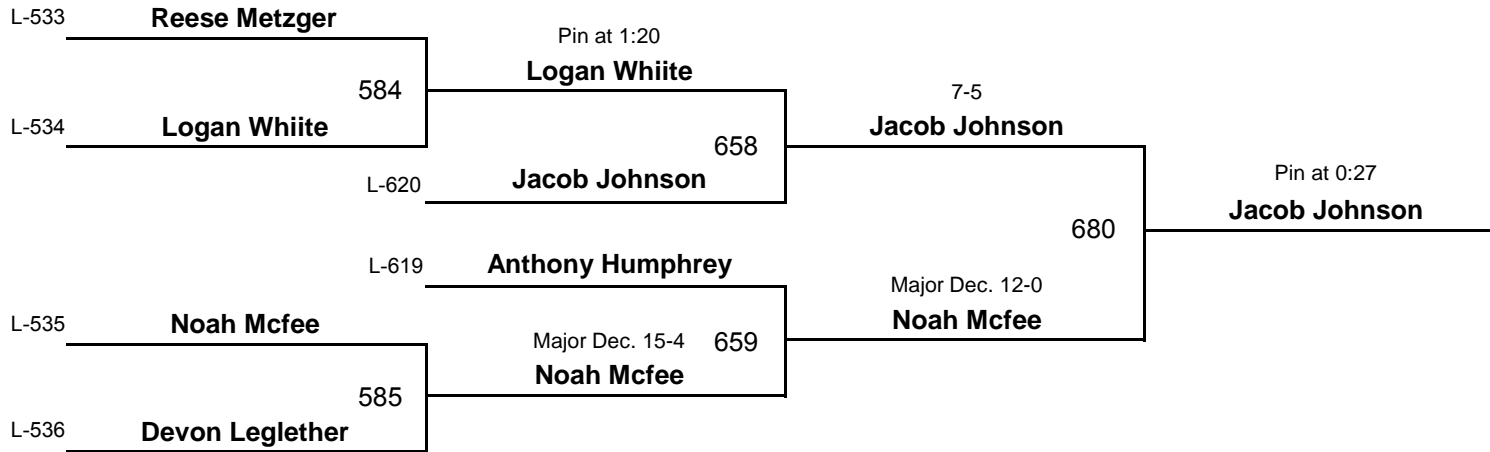 L-533
Reese Metzger
Pin at 1:20
Logan Whiite
584
7-5
L-534
Logan Whiite
Jacob Johnson
658
L-620
Jacob Johnson
Pin at 0:27
Jacob Johnson
680
L-619
Anthony Humphrey
Major Dec. 12-0
L-535
Noah Mcfee
Noah Mcfee
Major Dec. 15-4
659
Noah Mcfee
585
L-536
Devon Leglether